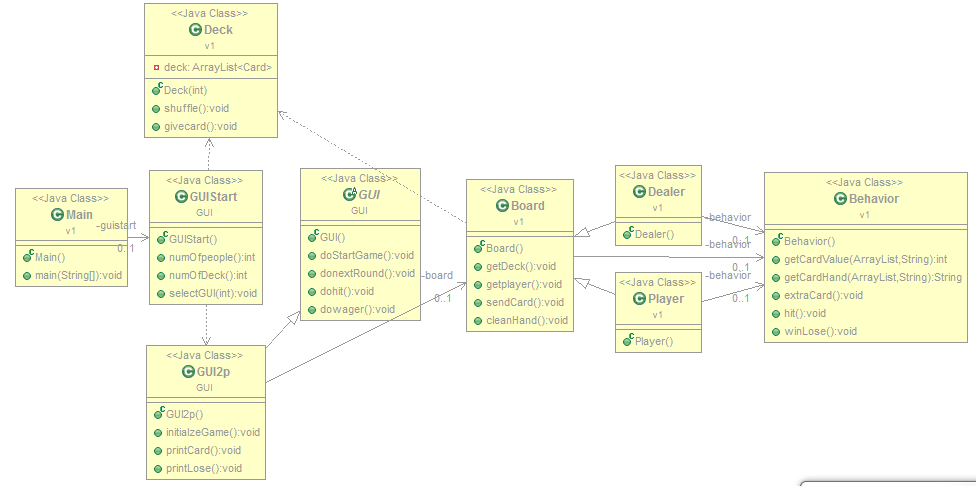 <<Java Class>>
Deck
v1
deck: ArrayList<Card>
Deck(int)
shuffle():void
givecard():void
<<Java Class>>
Main
v1
Main()
main(String[]):void
-guistart
0..1
<<Java Class>>
GUIStart
GUI
GUIStart()
numOfpeople():int
numOfDeck():int
selectGUI(int):void
<<Java Class>>
GUI
GUI
GUI()
doStartGame():void
donextRound():void
dohit():void
dowager():void
-board
0..1
<<Java Class>>
Board
v1
Board()
getDeck():void
getplayer():void
sendCard():void
cleanHand():void
<<Java Class>>
Dealer
v1
Dealer()
-behavior
0..1
-behavior
0..1
-behavior
0..1
<<Java Class>>
Player
v1
Player()
<<Java Class>>
Behavior
v1
Behavior()
getCardValue(ArrayList,String):int
getCardHand(ArrayList,String):String
extraCard():void
hit():void
winLose():void
<<Java Class>>
GUI2p
GUI
GUI2p()
initialzeGame():void
printCard():void
printLose():void